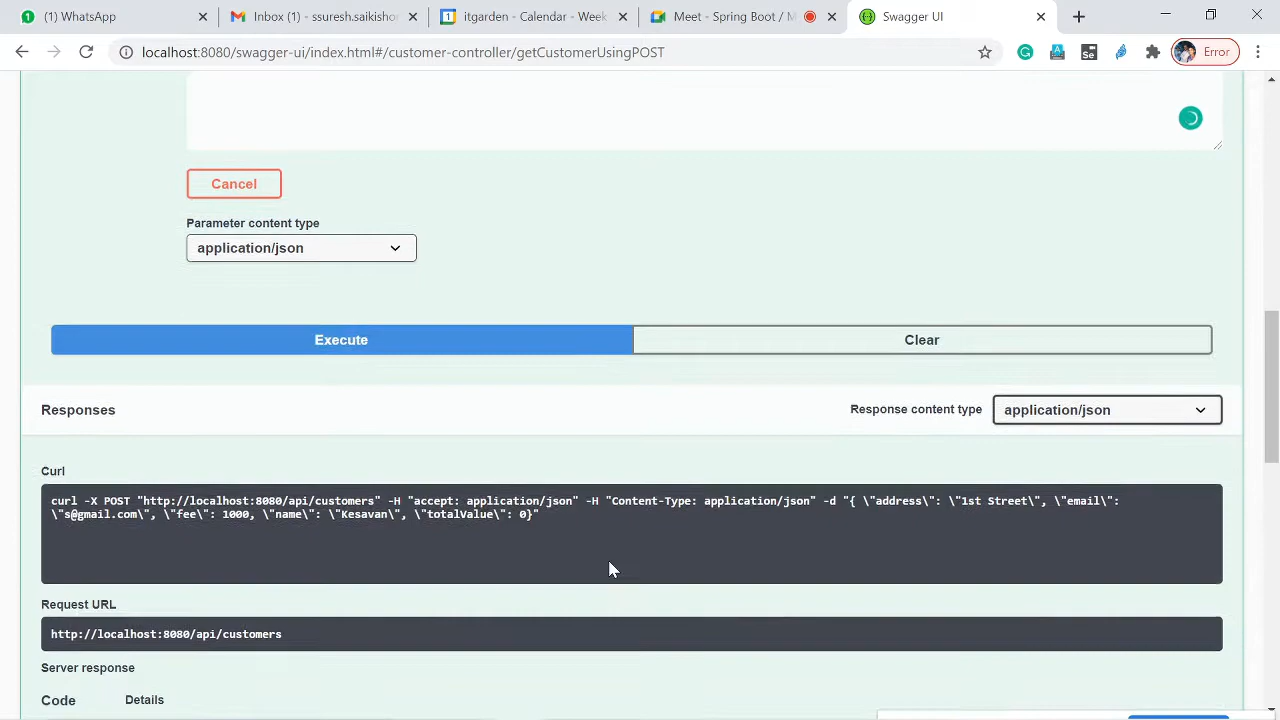 (1) WhatsApp
Inbox (1) - ssuresh.saikishor
itgarden - Calendar - Week
Meet - Spring Boot / M
Swagger UI
localhost:8080/swagger-ui/index.html#/customer-controller/getCustomerUsingPOST
Error
Cancel
Parameter content type
application/json
Execute
Clear
Responses
Response content type
application/json
Curl
curl -X POST "http://localhost:8080/api/customers" -H "accept: application/json" -H "Content-Type: application/json" -d "{ \"address\": \"1st Street\", \"email\":
\"s@gmail.com\", \"fee\": 1000, \"name\": \"Kesavan\", \"totalValue\": 0}"
Request URL
http://localhost:8080/api/customers
Server response
Code
Details